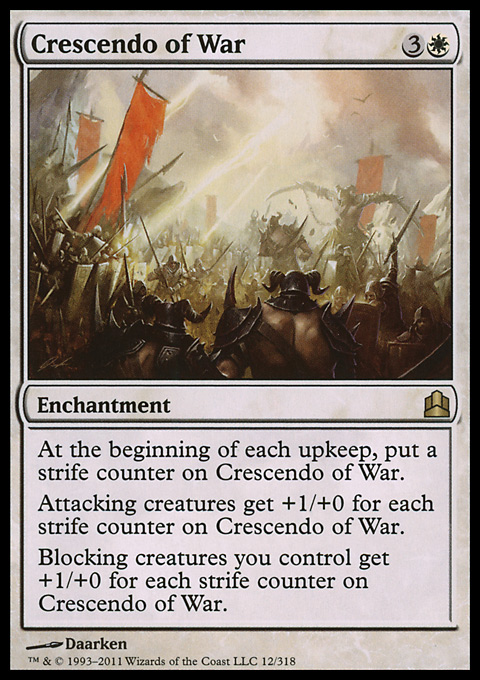 Crescendo of War 3
Enchantment
At the beginning of each upkeep, put a
strife counter on Crescendo of War.
Attacking creatures get +1/+0 for each
strife counter on Crescendo of War.
Blocking creatures you control get
+1/+0 for each strife counter on
Crescendo of War.
Daarken
™ & © 1993–2011 Wizards of the Coast LLC 12/318